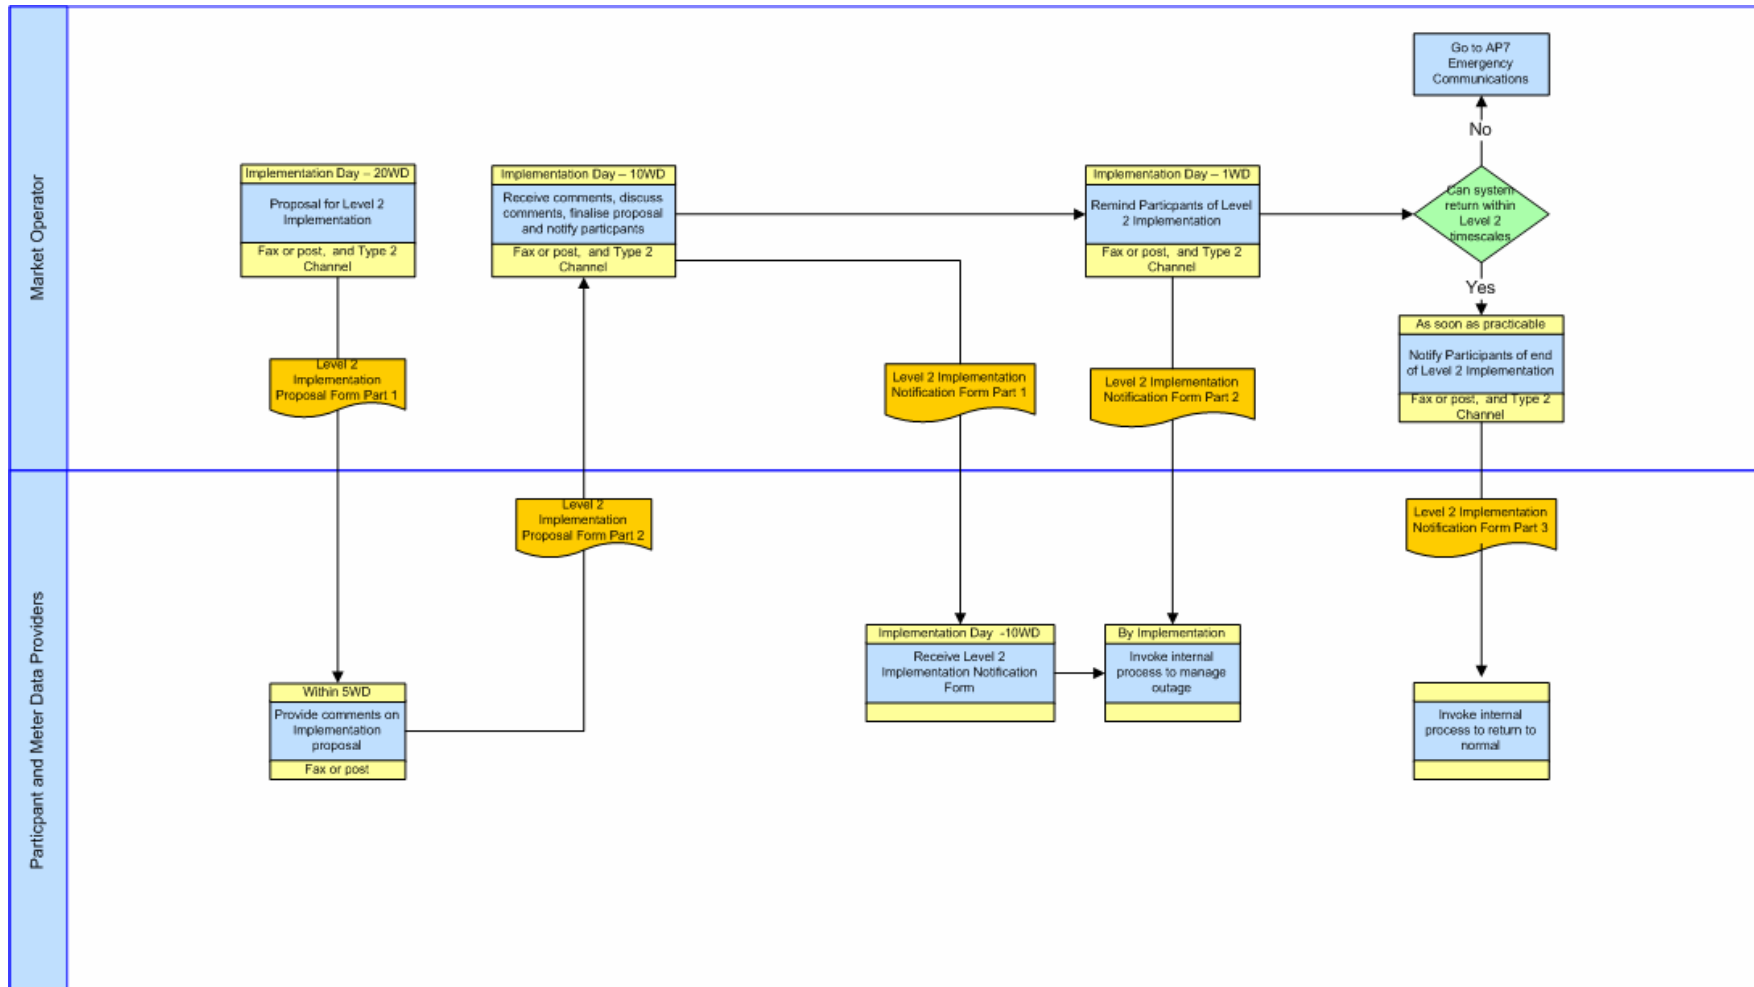 Market Operator
Go to AP7
Emergency
Communications
No
Implementation Day – 20WD
Proposal for Level 2
Implementation
Fax or post, and Type 2
Channel
Implementation Day – 10WD
Receive comments, discuss
comments, finalise proposal
and notify particpants
Fax or post, and Type 2
Channel
Implementation Day – 1WD
Remind Particpants of Level
2 Implementation
Fax or post, and Type 2
Channel
Can system
return within
Level 2
timescales
Yes
As soon as practicable
Notify Participants of end
of Level 2 Implementation
Fax or post, and Type 2
Channel
Level 2
Implementation
Proposal Form Part 1
Level 2 Implementation
Notification Form Part 1
Level 2 Implementation
Notification Form Part 2
Particpant and Meter Data Providers
Level 2
Implementation
Proposal Form Part 2
Level 2 Implementation
Notification Form Part 3
Within 5WD
Provide comments on
Implementation
proposal
Fax or post
Implementation Day -10WD
Receive Level 2
Implementation Notification
Form
By Implementation
Invoke internal
process to manage
outage
Invoke internal
process to return to
normal